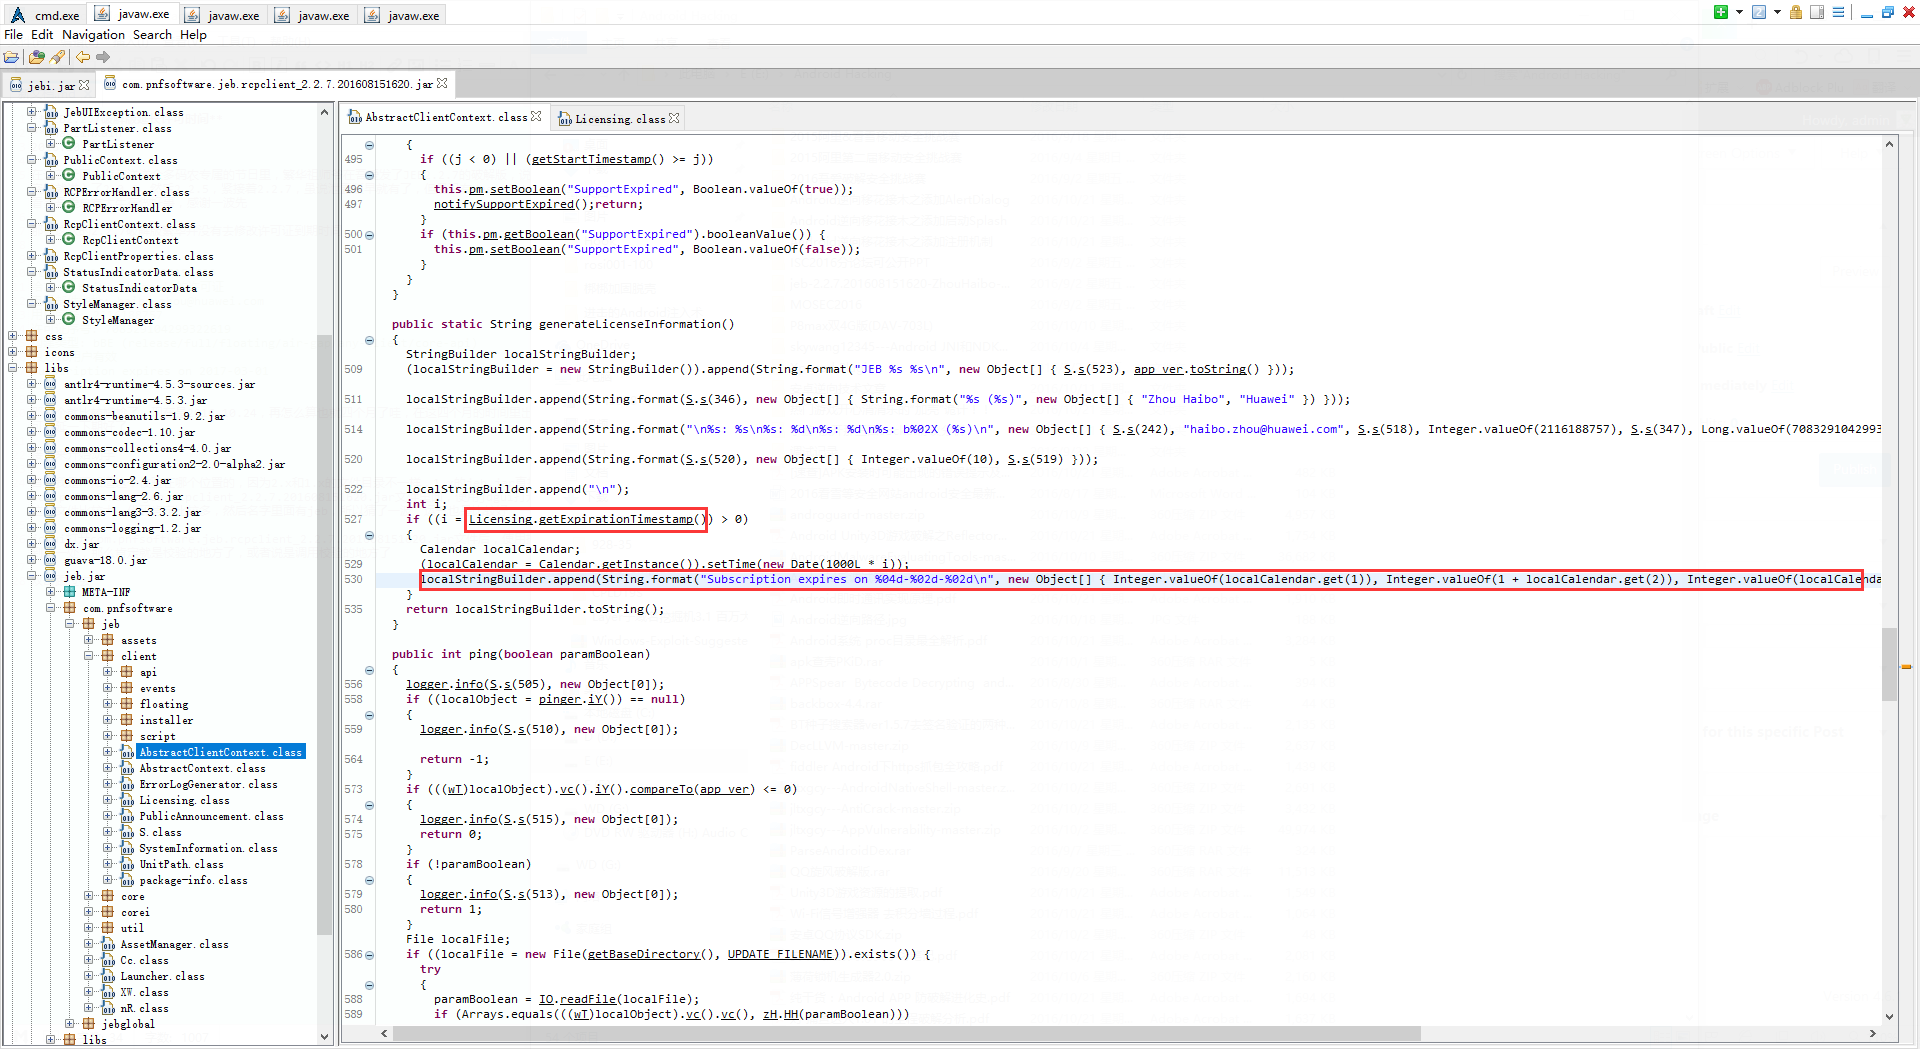 cmd.exe
javaw.exe
javaw.exe
javaw.exe
javaw.exe
File Edit Navigation Search Help
jebi.jar
com.pnfsoftware.jeb.rcpclient_2.2.7.201608151620.jar
JebUIException.class
PartListener.class
PartListener
PublicContext.class
PublicContext
RCPErrorHandler.class
RCPErrorHandler
RcpClientContext.class
RcpClientContext
RcpClientProperties.class
StatusIndicatorData.class
StatusIndicatorData
StyleManager.class
StyleManager
css
icons
libs
antlr4-runtime-4.5.3-sources.jar
antlr4-runtime-4.5.3.jar
commons-beanutils-1.9.2.jar
commons-codec-1.10.jar
commons-collections4-4.0.jar
commons-configuration2-2.0-alpha2.jar
commons-io-2.4.jar
commons-lang-2.6.jar
commons-lang3-3.3.2.jar
commons-logging-1.2.jar
dx.jar
guava-18.0.jar
jeb.jar
META-INF
com.pnfsoftware
jeb
assets
client
api
events
floating
installer
script
AbstractClientContext.class
AbstractContext.class
ErrorLogGenerator.class
Licensing.class
PublicAnnouncement.class
S.class
SystemInformation.class
UnitPath.class
package-info.class
core
corei
util
AssetManager.class
Cc.class
Launcher.class
XW.class
nR.class
jebglobal
libs
AbstractClientContext.class
Licensing.class
{
495 if ((j < 0) || (getStartTimestamp() >= j))
{
496 this.pm.setBoolean("SupportExpired", Boolean.valueOf(true));
497 notifySupportExpired();return;
}
500 if (this.pm.getBoolean("SupportExpired").booleanValue()) {
501 this.pm.setBoolean("SupportExpired", Boolean.valueOf(false));
}
}
}
public static String generateLicenseInformation()
{
StringBuilder localStringBuilder;
509 (localStringBuilder = new StringBuilder()).append(String.format("JEB %s %s\n", new Object[] { S.s(523), app_ver.toString() }));
511 localStringBuilder.append(String.format(S.s(346), new Object[] { String.format("%s (%s)", new Object[] { "Zhou Haibo", "Huawei" }) }));
514 localStringBuilder.append(String.format("\n%s: %s\n%s: %d\n%s: b%02X (%s)\n", new Object[] { S.s(242), "haibo.zhou@huawei.com", S.s(518), Integer.valueOf(2116188757), S.s(347), Long.valueOf(7083291042993
520 localStringBuilder.append(String.format(S.s(520), new Object[] { Integer.valueOf(10), S.s(519) }));
522 localStringBuilder.append("\n");
int i;
527 if ((i = Licensing.getExpirationTimestamp()) > 0)
{
Calendar localCalendar;
529 (localCalendar = Calendar.getInstance()).setTime(new Date(1000L * i));
530 localStringBuilder.append(String.format("Subscription expires on %04d-%02d-%02d\n", new Object[] { Integer.valueOf(localCalendar.get(1)), Integer.valueOf(1 + localCalendar.get(2)), Integer.valueOf(localCalenda
}
535 return localStringBuilder.toString();
}
public int ping(boolean paramBoolean)
{
556 logger.info(S.s(505), new Object[0]);
558 if ((localObject = pinger.iY()) == null)
{
559 logger.info(S.s(510), new Object[0]);
564 return -1;
}
573 if (((wT)localObject).vc().iY().compareTo(app_ver) <= 0)
{
574 logger.info(S.s(515), new Object[0]);
575 return 0;
}
578 if (!paramBoolean)
{
579 logger.info(S.s(513), new Object[0]);
580 return 1;
}
File localFile;
586 if ((localFile = new File(getBaseDirectory(), UPDATE_FILENAME)).exists()) {
try
{
588 paramBoolean = IO.readFile(localFile);
589 if (Arrays.equals(((wT)localObject).vc().vc(), zH.HH(paramBoolean)))